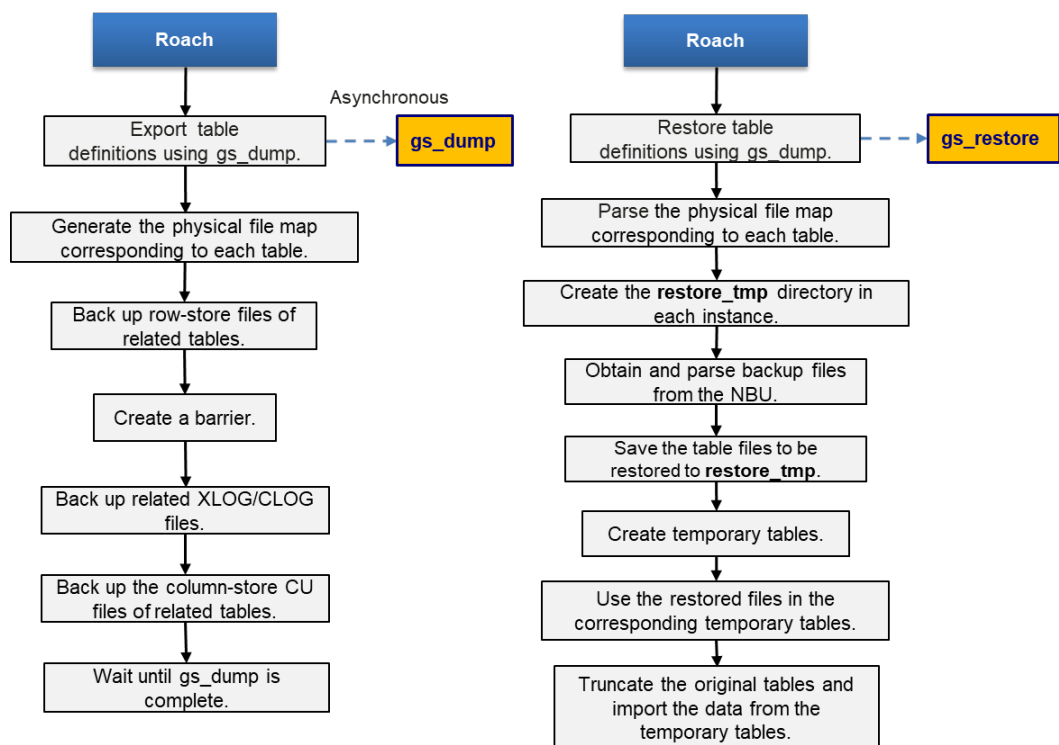 Roach
Asynchronous
Export table
definitions using gs_dump.
gs_dump
Generate the physical file map
corresponding to each table.
Back up row-store files of
related tables.
Create a barrier.
Back up related XLOG/CLOG
files.
Back up the column-store CU
files of related tables.
Wait until gs_dump is
complete.
Roach
Restore table
definitions using gs_dump.
gs_restore
Parse the physical file map
corresponding to each table.
Create the restore_tmp directory in
each instance.
Obtain and parse backup files
from the NBU.
Save the table files to be
restored to restore_tmp.
Create temporary tables.
Use the restored files in the
corresponding temporary tables.
Truncate the original tables and
import the data from the
temporary tables.